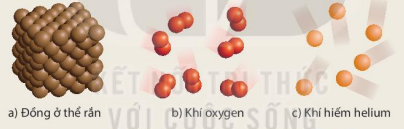 KẾT NỐI TRI THỨC
VỚI CUỘC SỐNG
a) Đồng ở thể rắn
b) Khí oxygen
c) Khí hiếm helium